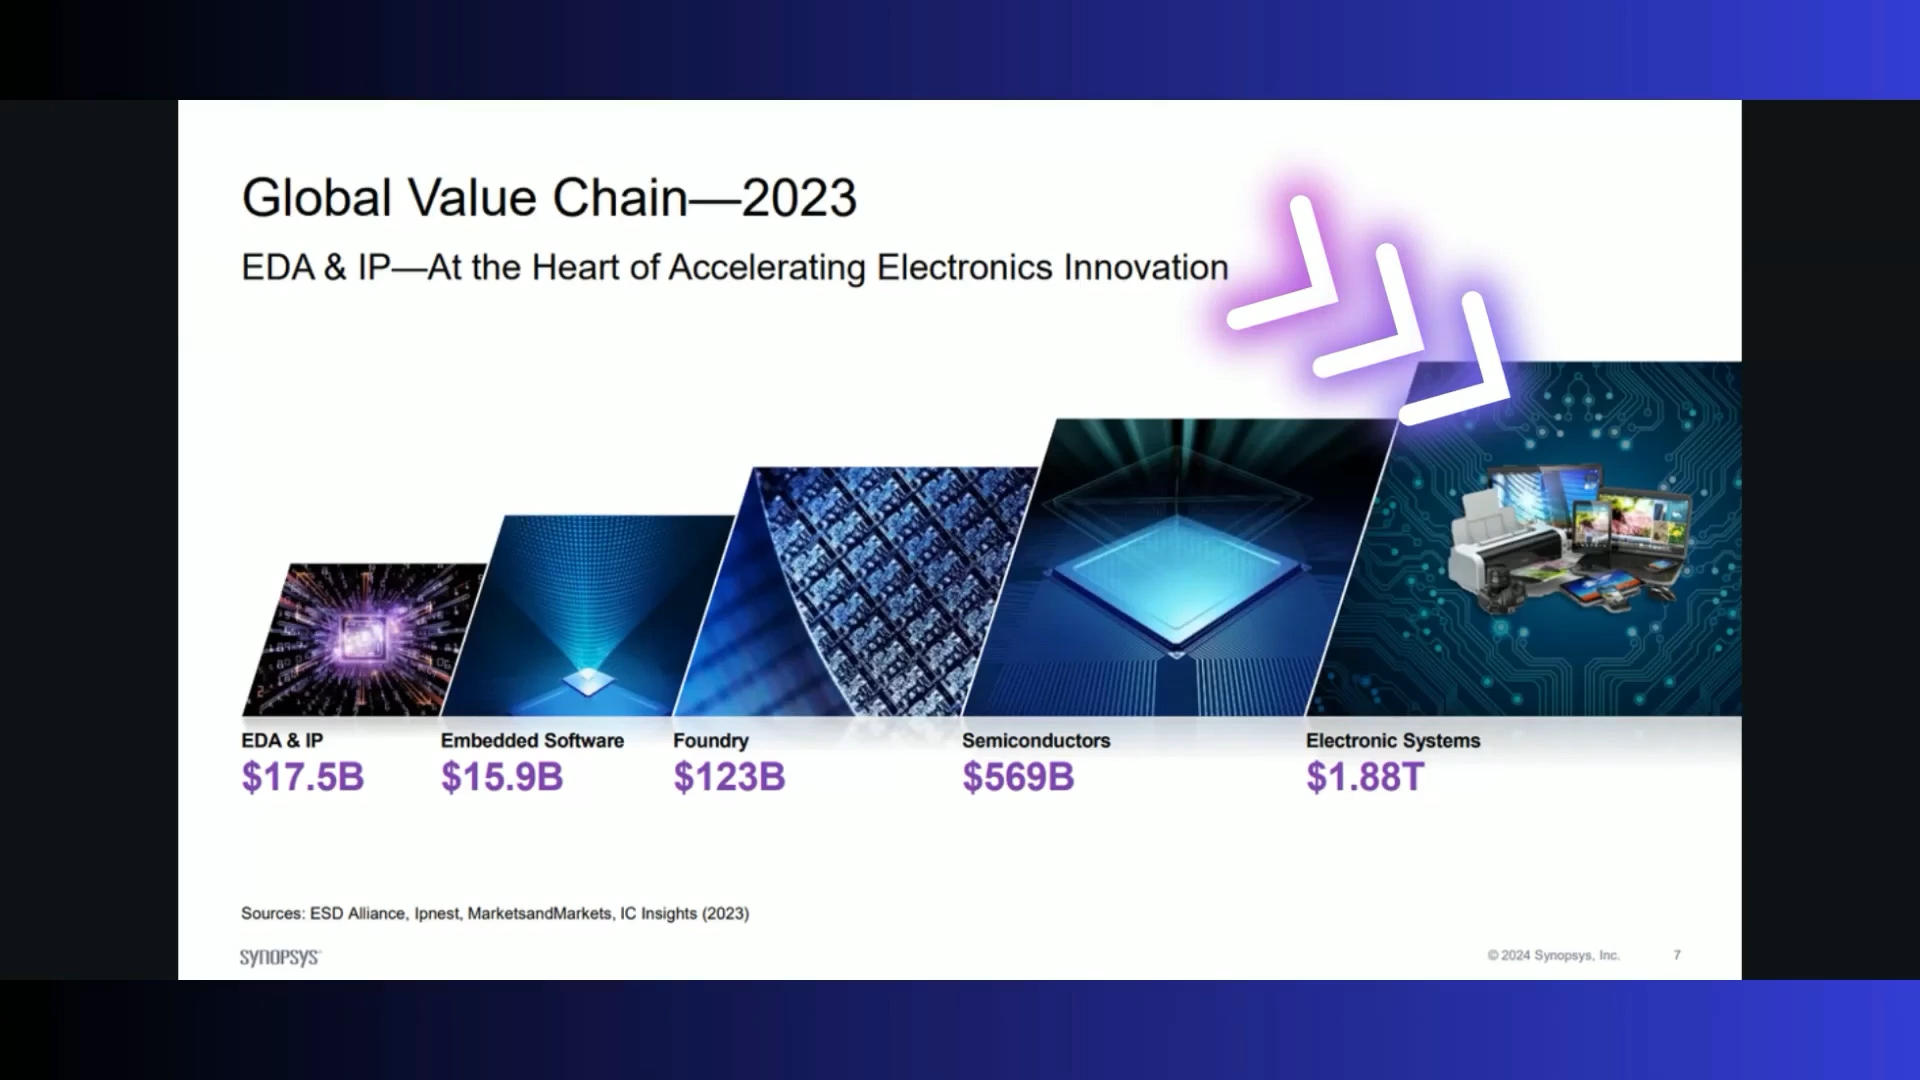 Global Value Chain—2023
EDA & IP—At the Heart of Accelerating Electronics Innovation
EDA & IP
$17.5B
Embedded Software
$15.9B
Foundry
$123B
Semiconductors
$569B
Electronic Systems
$1.88T
Sources: ESD Alliance, Ipnest, MarketsandMarkets, IC Insights (2023)
SYNOPSYS
© 2024 Synopsys, Inc.
7